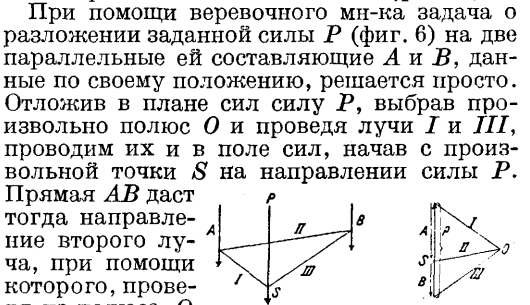 При помощи веревочного мн-ка задача о
разложении заданной силы P (фиг. 6) на две
параллельные ей составляющие A и B, дан-
ные по своему положению, решается просто.
Отложив в плане сил силу P, выбрав про-
извольно полюс O и проведя лучи I и III,
проводим их и в поле сил, начав с произ-
вольной точки S на направлении силы P.
Прямая AB даст
тогда направле-
ние второго лу-
ча, при помощи
которого, прове-
P
A
B
II
I
III
S
A
P
I
S
II
O
B
III